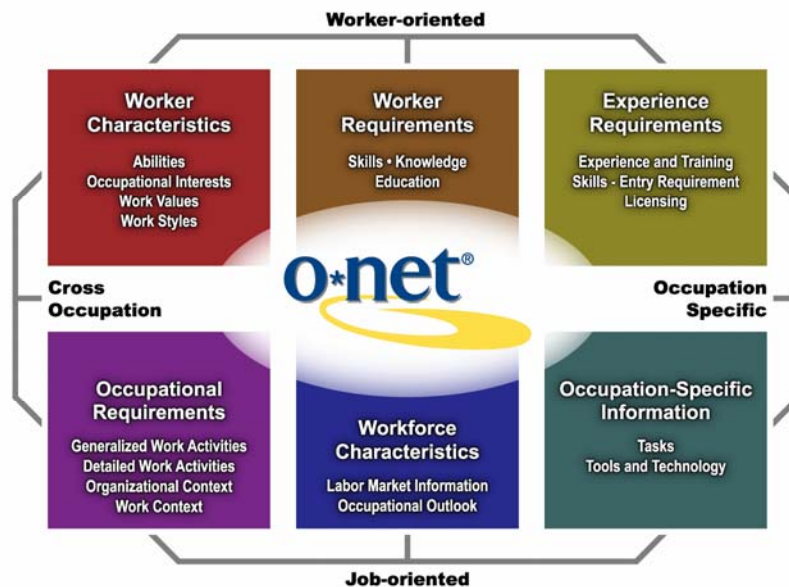 Worker-oriented
Worker
Characteristics
Abilities
Occupational Interests
Work Values
Work Styles
Worker
Requirements
Skills • Knowledge
Education
Experience
Requirements
Experience and Training
Skills - Entry Requirement
Licensing
Cross
Occupation
o*net®
Occupation
Specific
Occupational
Requirements
Generalized Work Activities
Detailed Work Activities
Organizational Context
Work Context
Workforce
Characteristics
Labor Market Information
Occupational Outlook
Occupation-Specific
Information
Tasks
Tools and Technology
Job-oriented